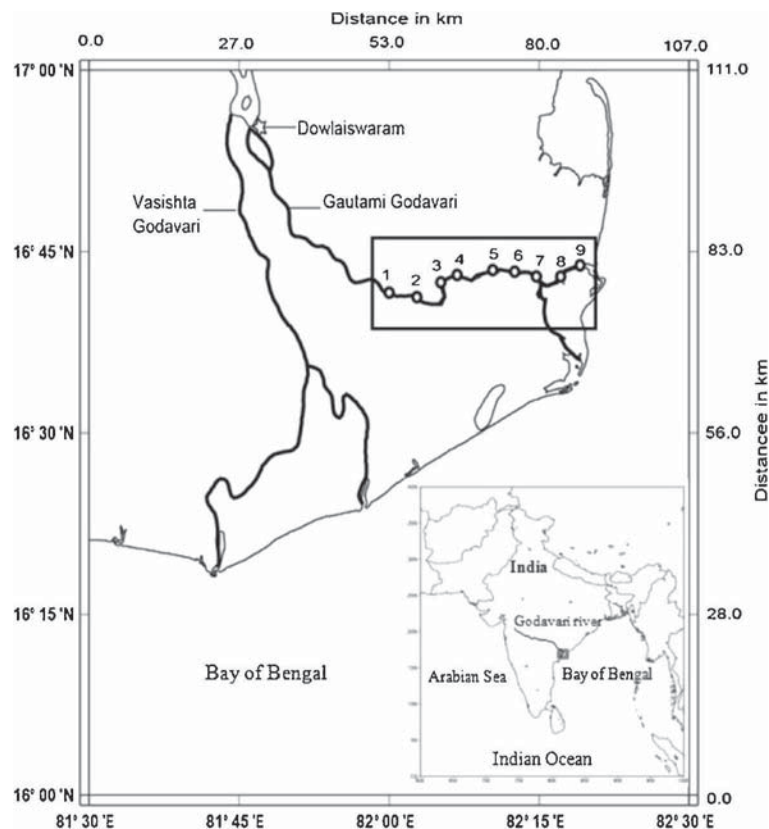 Distance in km
0.0 27.0 53.0 80.0 107.0
17° 00'N 111.0
Dowlaiswaram
Vasishta
Godavari
Gautami Godavari
16° 45'N 83.0
1 2 3 4 5 6 7 8 9
16° 30'N 56.0
Distancee in km
India
Godavari river
16° 15'N 28.0
Bay of Bengal
Arabian Sea Bay of Bengal
Indian Ocean
16° 00'N 0.0
81° 30'E 81° 45'E 82° 00'E 82° 15'E 82° 30'E